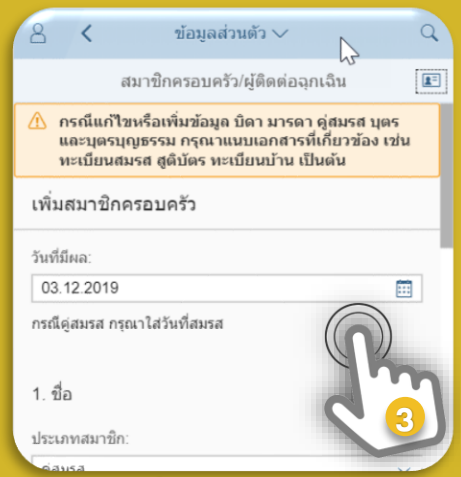 ข้อมูลส่วนตัว
สมาชิกครอบครัว/ผู้ติดต่อฉุกเฉิน
กรณีแก้ไขหรือเพิ่มข้อมูล บิดา มารดา คู่สมรส บุตร
และบุตรบุญธรรม กรุณาแนบเอกสารที่เกี่ยวข้อง เช่น
ทะเบียนสมรส สูติบัตร ทะเบียนบ้าน เป็นต้น
เพิ่มสมาชิกครอบครัว
วันที่มีผล:
03.12.2019
กรณีคู่สมรส กรุณาใส่วันที่สมรส
1. ชื่อ
3
ประเภทสมาชิก:
คู่สมรส